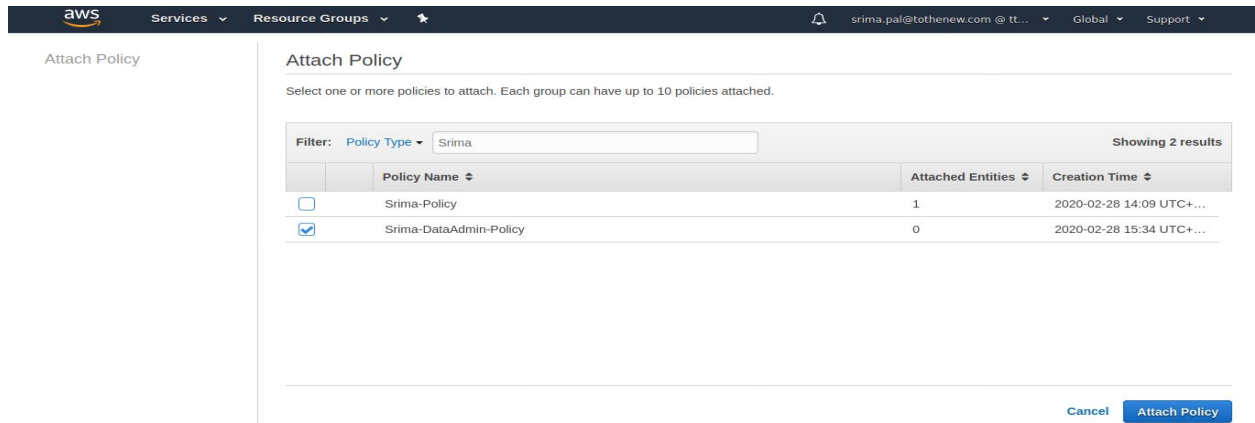 aws Services Resource Groups srima.pal@tothenew.com @ tt... Global Support
Attach Policy
Attach Policy
Select one or more policies to attach. Each group can have up to 10 policies attached.
Filter: Policy Type Srima Showing 2 results
Policy Name Attached Entities Creation Time
Srima-Policy 1 2020-02-28 14:09 UTC+...
Srima-DataAdmin-Policy 0 2020-02-28 15:34 UTC+...
Cancel Attach Policy